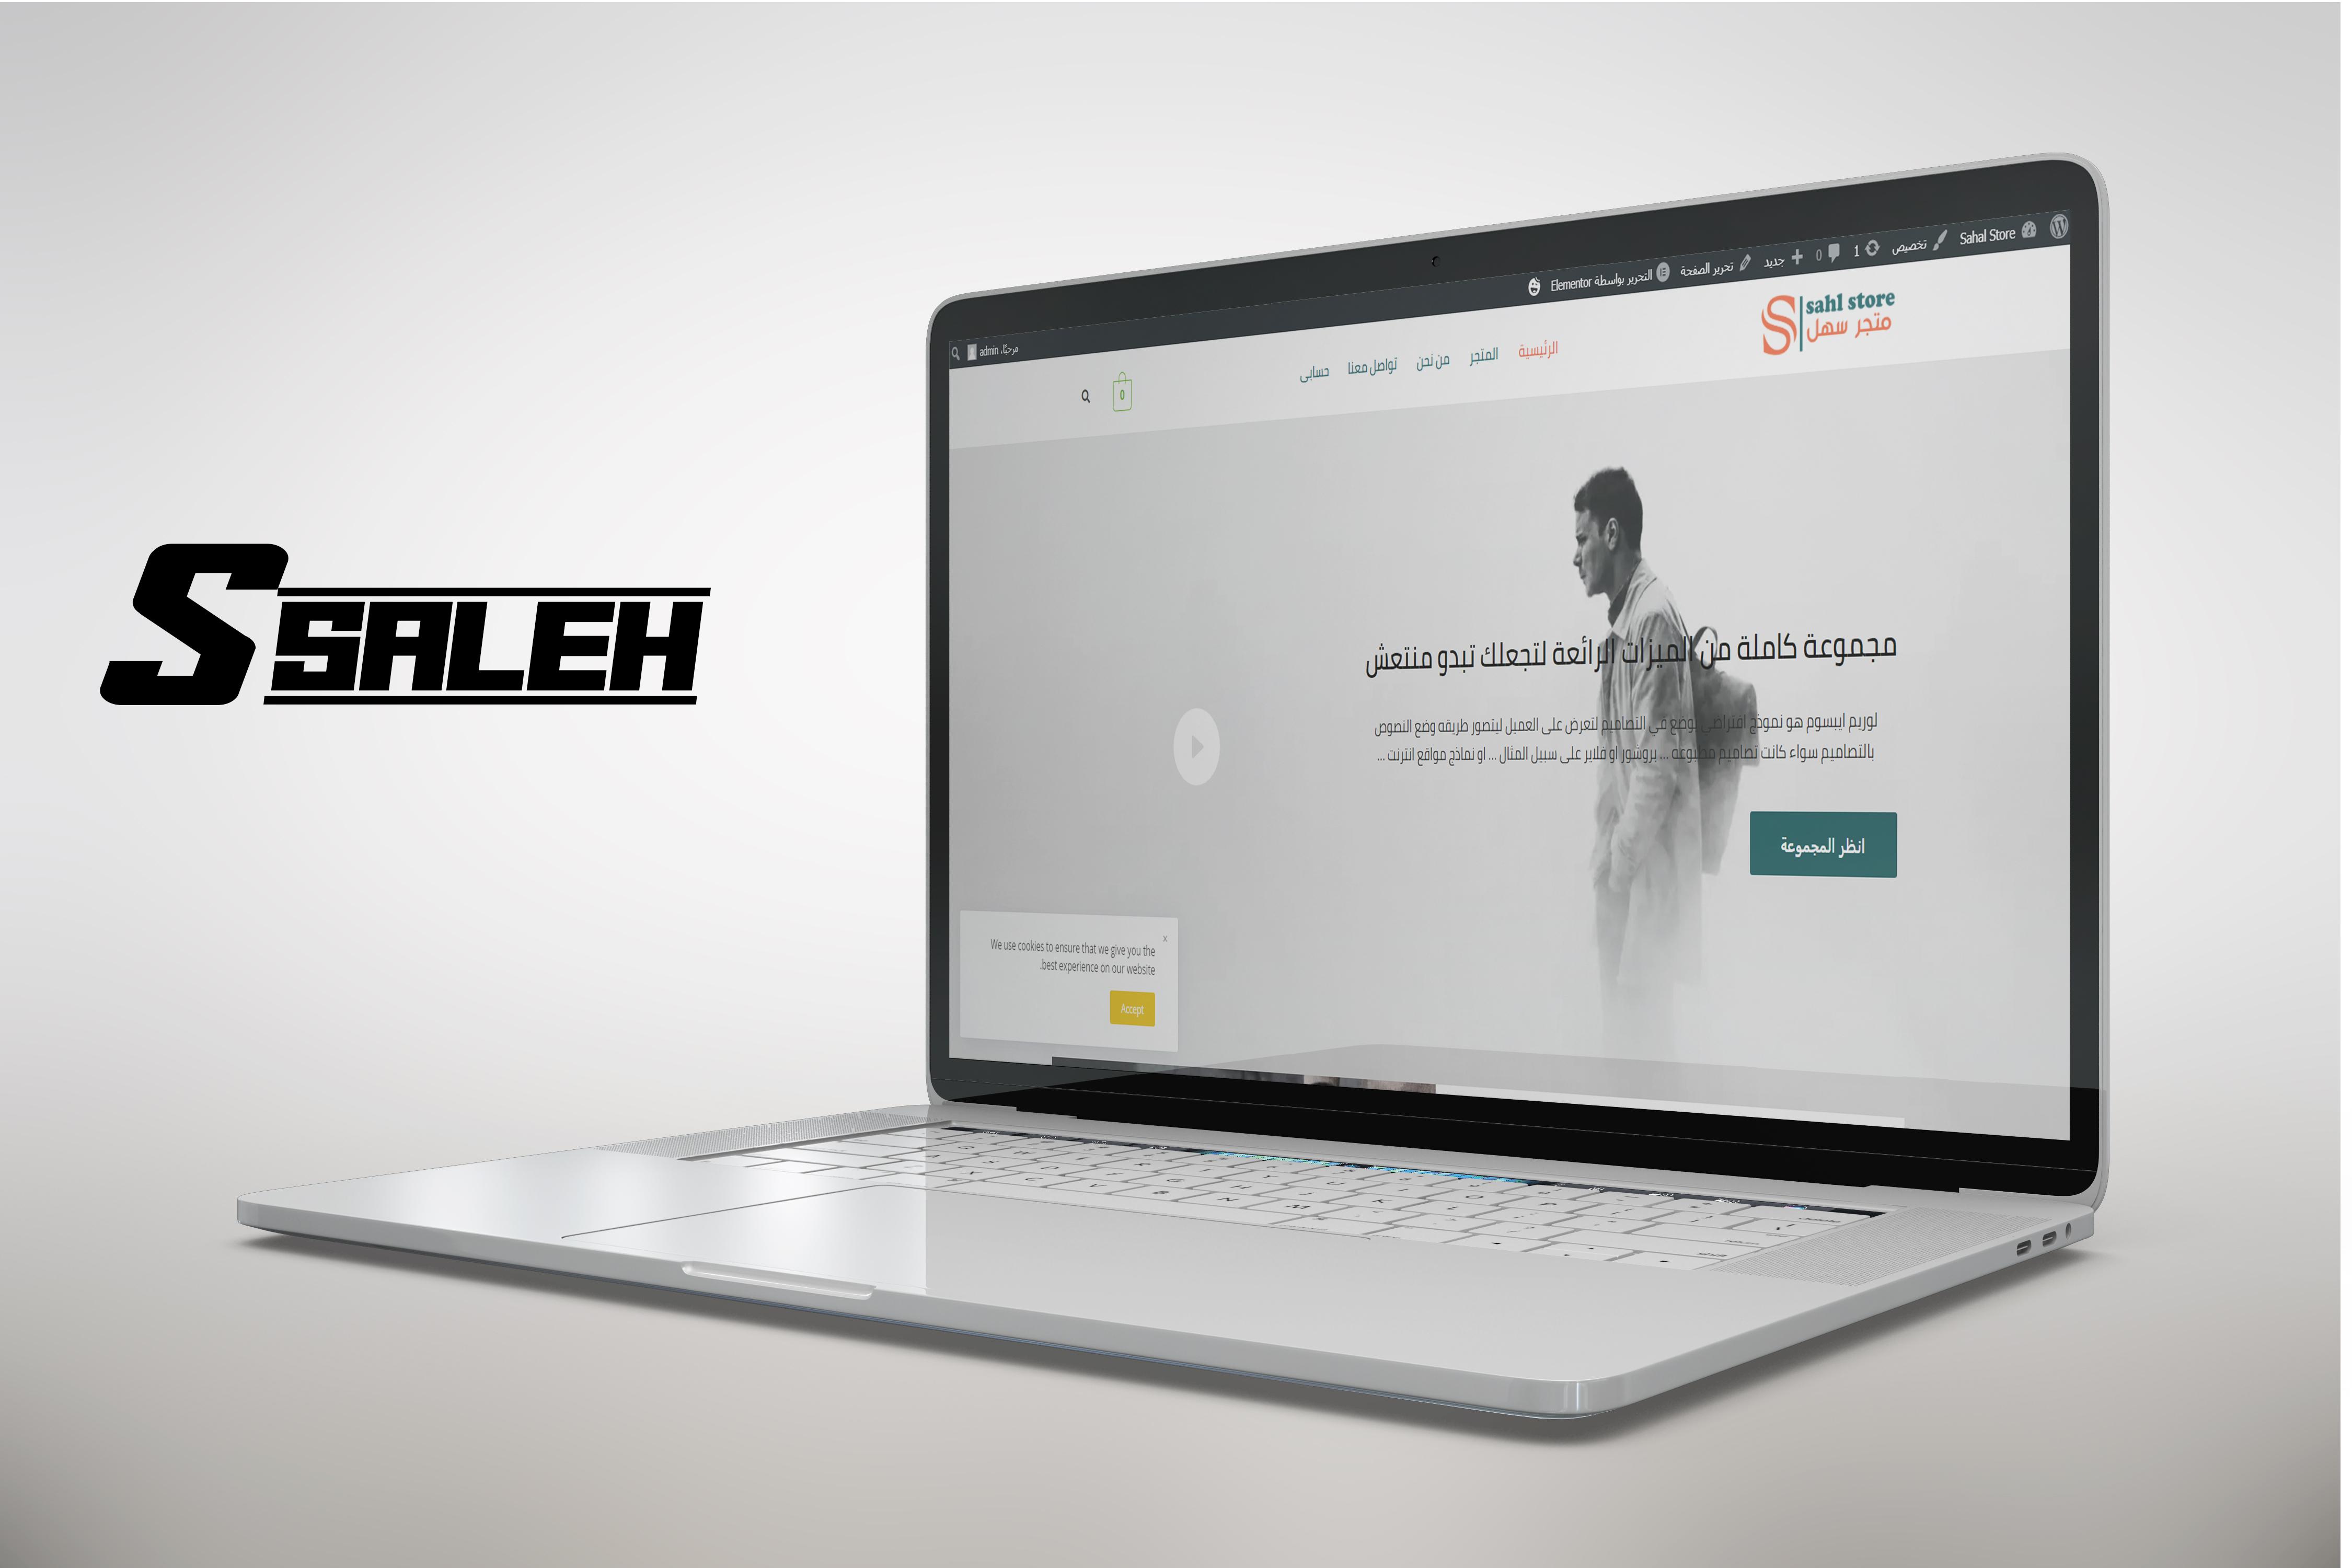 S SALEH
Sahal Store
تخصيص
1
0
جديد
تحرير الصفحة
التحرير بواسطة Elementor
مرحبًا، admin
sahl store
متجر سهل
الرئيسية
المتجر
من نحن
تواصل معنا
حسابى
0
مجموعة كاملة من الميزات الرائعة لتجعلك تبدو منتعش
لوريم ايبسوم هو نموذج افتراضي يوضع في التصاميم لتعرض على العميل ليتصور طريقه وضع النصوص
بالتصاميم سواء كانت تصاميم مطبوعه ... بروشور او فلاير على سبيل المثال ... او نماذج مواقع انترنت ...
انظر المجموعة
x
We use cookies to ensure that we give you the
.best experience on our website
Accept